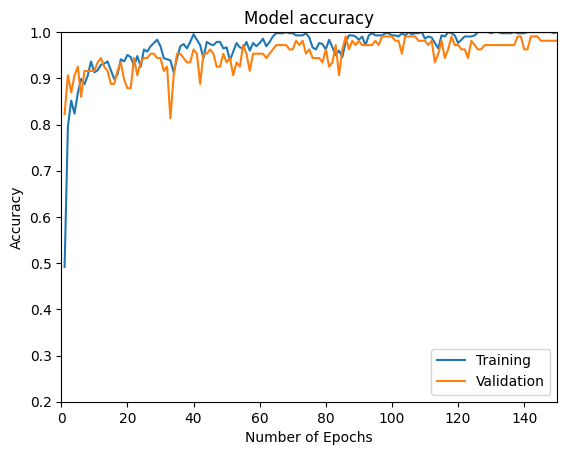 Model accuracy
1.0
0.9
0.8
0.7
0.6
0.5
0.4
0.3
0.2
Accuracy
0 20 40 60 80 100 120 140
Number of Epochs
Training
Validation